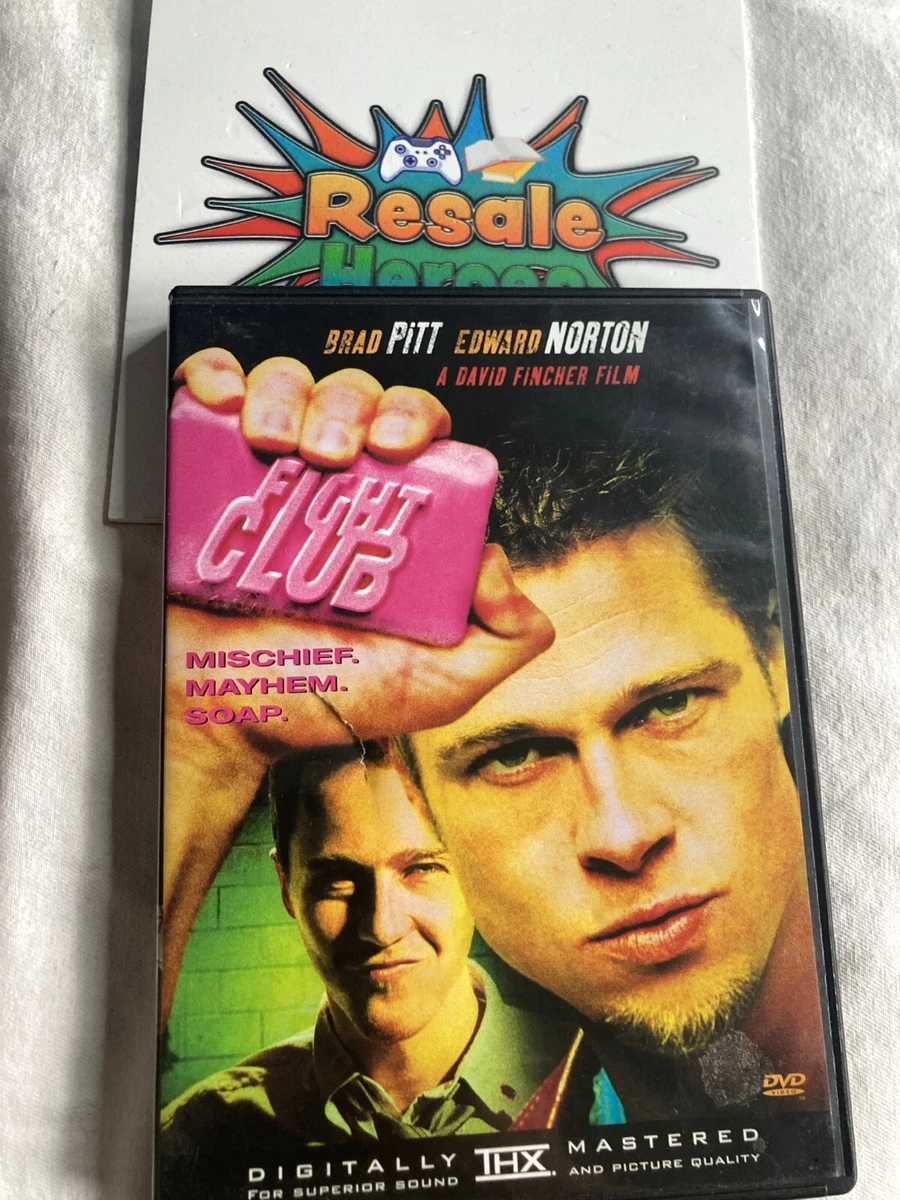 Resale
Heroes
BRAD PITT EDWARD NORTON
A DAVID FINCHER FILM
FIGHT
CLUB
MISCHIEF.
MAYHEM.
SOAP.
DVD
VIDEO
DIGITALLY THX MASTERED
FOR SUPERIOR SOUND AND PICTURE QUALITY